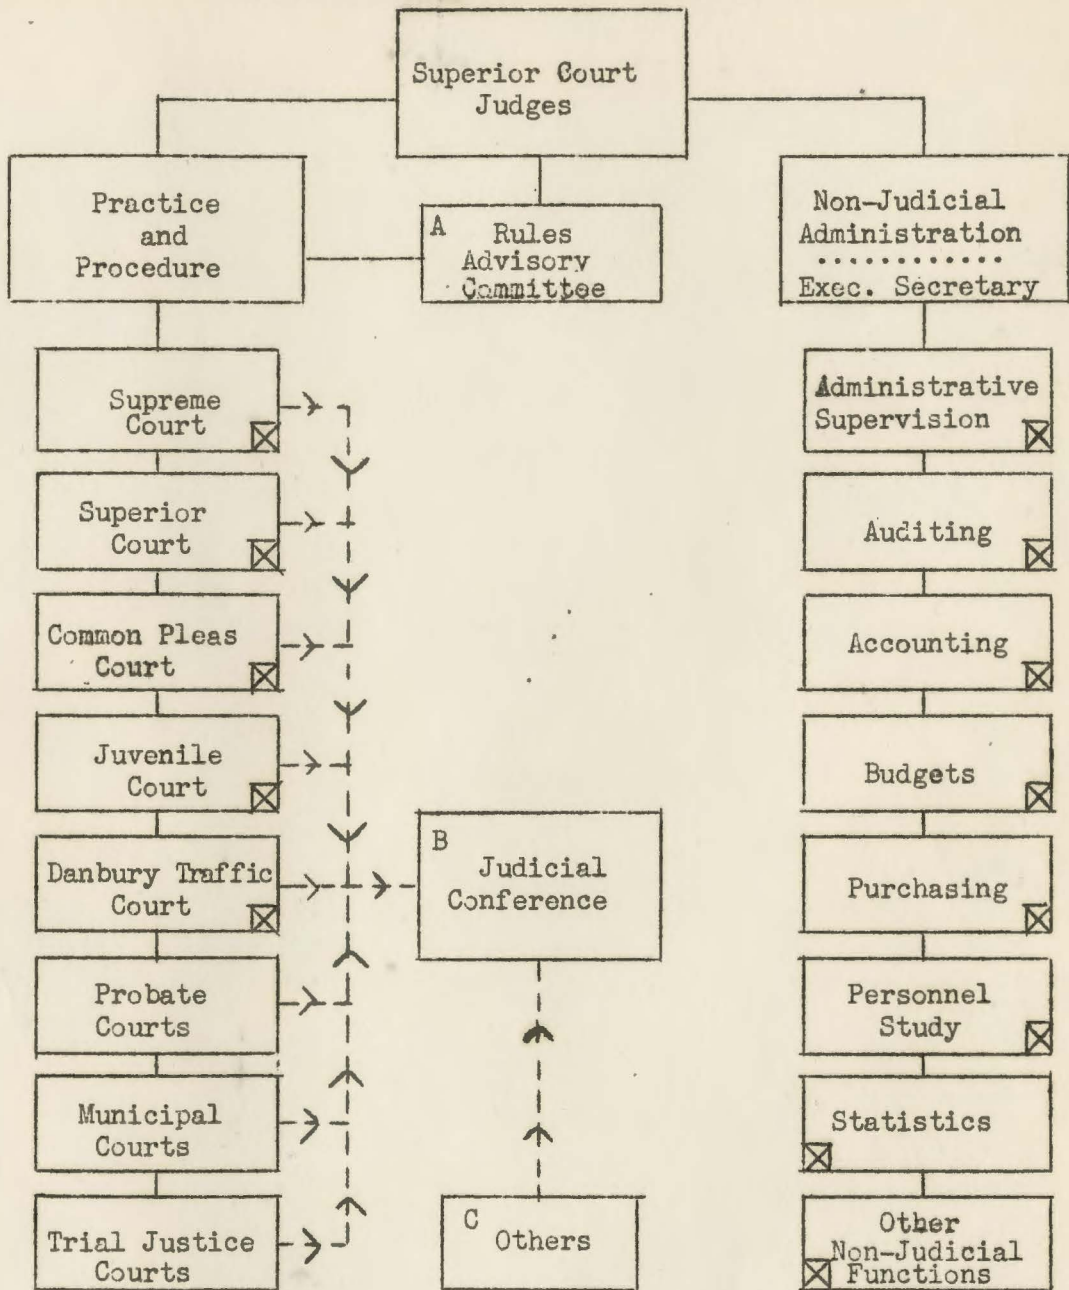 Superior Court
Judges
Practice
and
Procedure
A Rules
Advisory
Committee
Non-Judicial
Administration
............
Exec. Secretary
Supreme
Court
Superior
Court
Common Pleas
Court
Juvenile
Court
Danbury Traffic
Court
Probate
Courts
Municipal
Courts
Trial Justice
Courts
B
Judicial
Conference
C
Others
Administrative
Supervision
Auditing
Accounting
Budgets
Purchasing
Personnel
Study
Statistics
Other
Non-Judicial
Functions